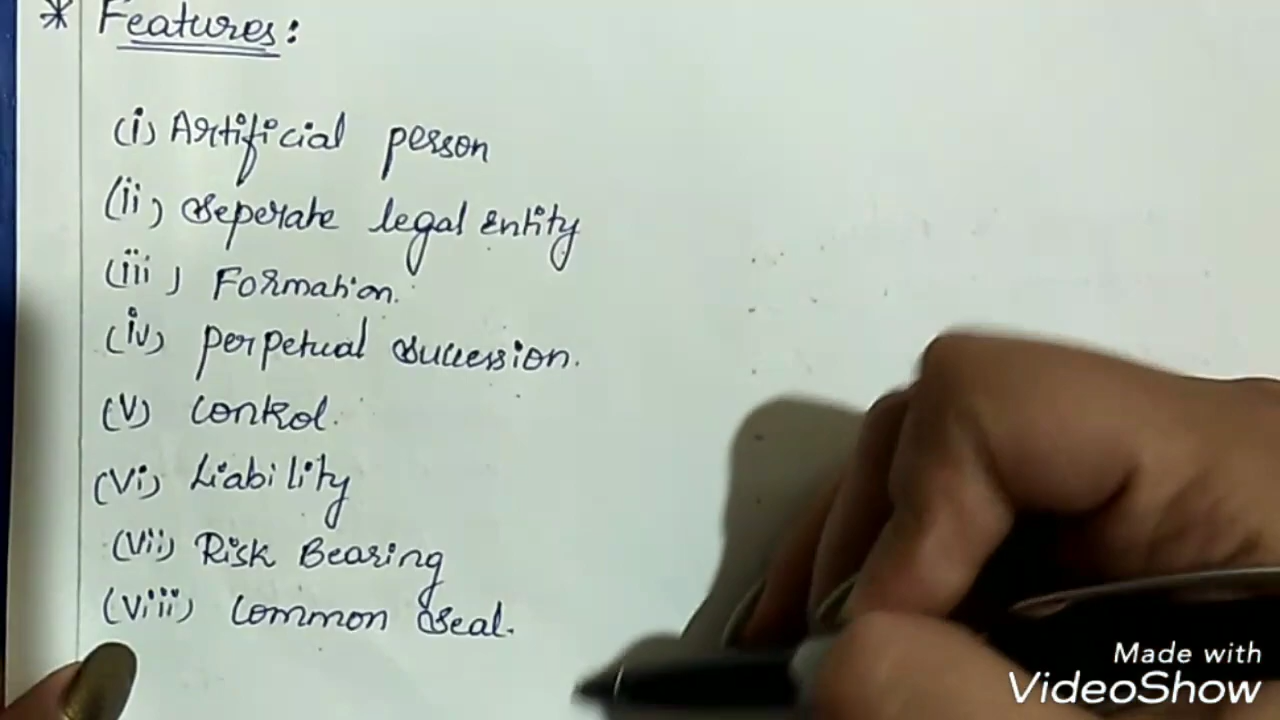 * Features:
(i) Artificial person
(ii) Seperate legal entity
(iii) Formation.
(iv) perpetual succession.
(v) control.
(vi) Liability
(vii) Risk Bearing
(viii) common seal.
Made with
VideoShow